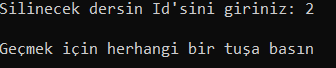 Silinecek dersin Id'sini giriniz: 2
Geçmek için herhangi bir tuşa basın